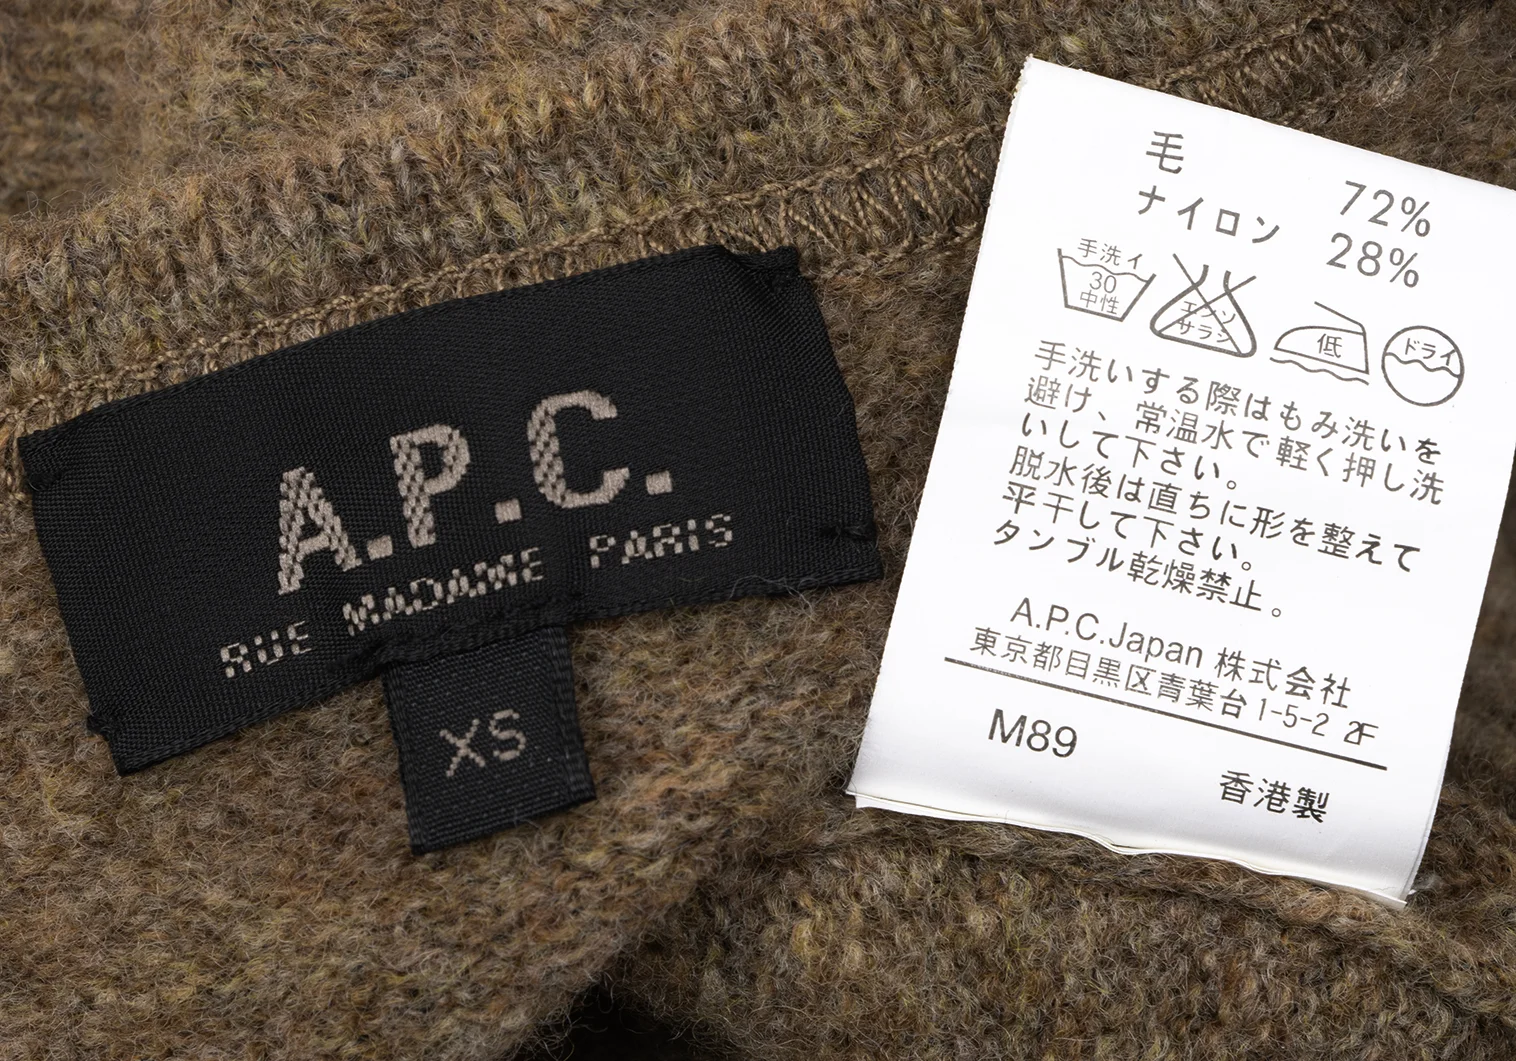 A.P.C.
RUE MADAME PARIS
XS
毛 72%
ナイロン 28%
手洗イ
30
中性
エンソ
サラシ
低
ドライ
手洗いする際はもみ洗いを
避け、常温水で軽く押し洗
いして下さい。
脱水後は直ちに形を整えて
平干して下さい。
タンブル乾燥禁止。
A.P.C.Japan 株式会社
東京都目黒区青葉台1-5-2 2F
M89
香港製